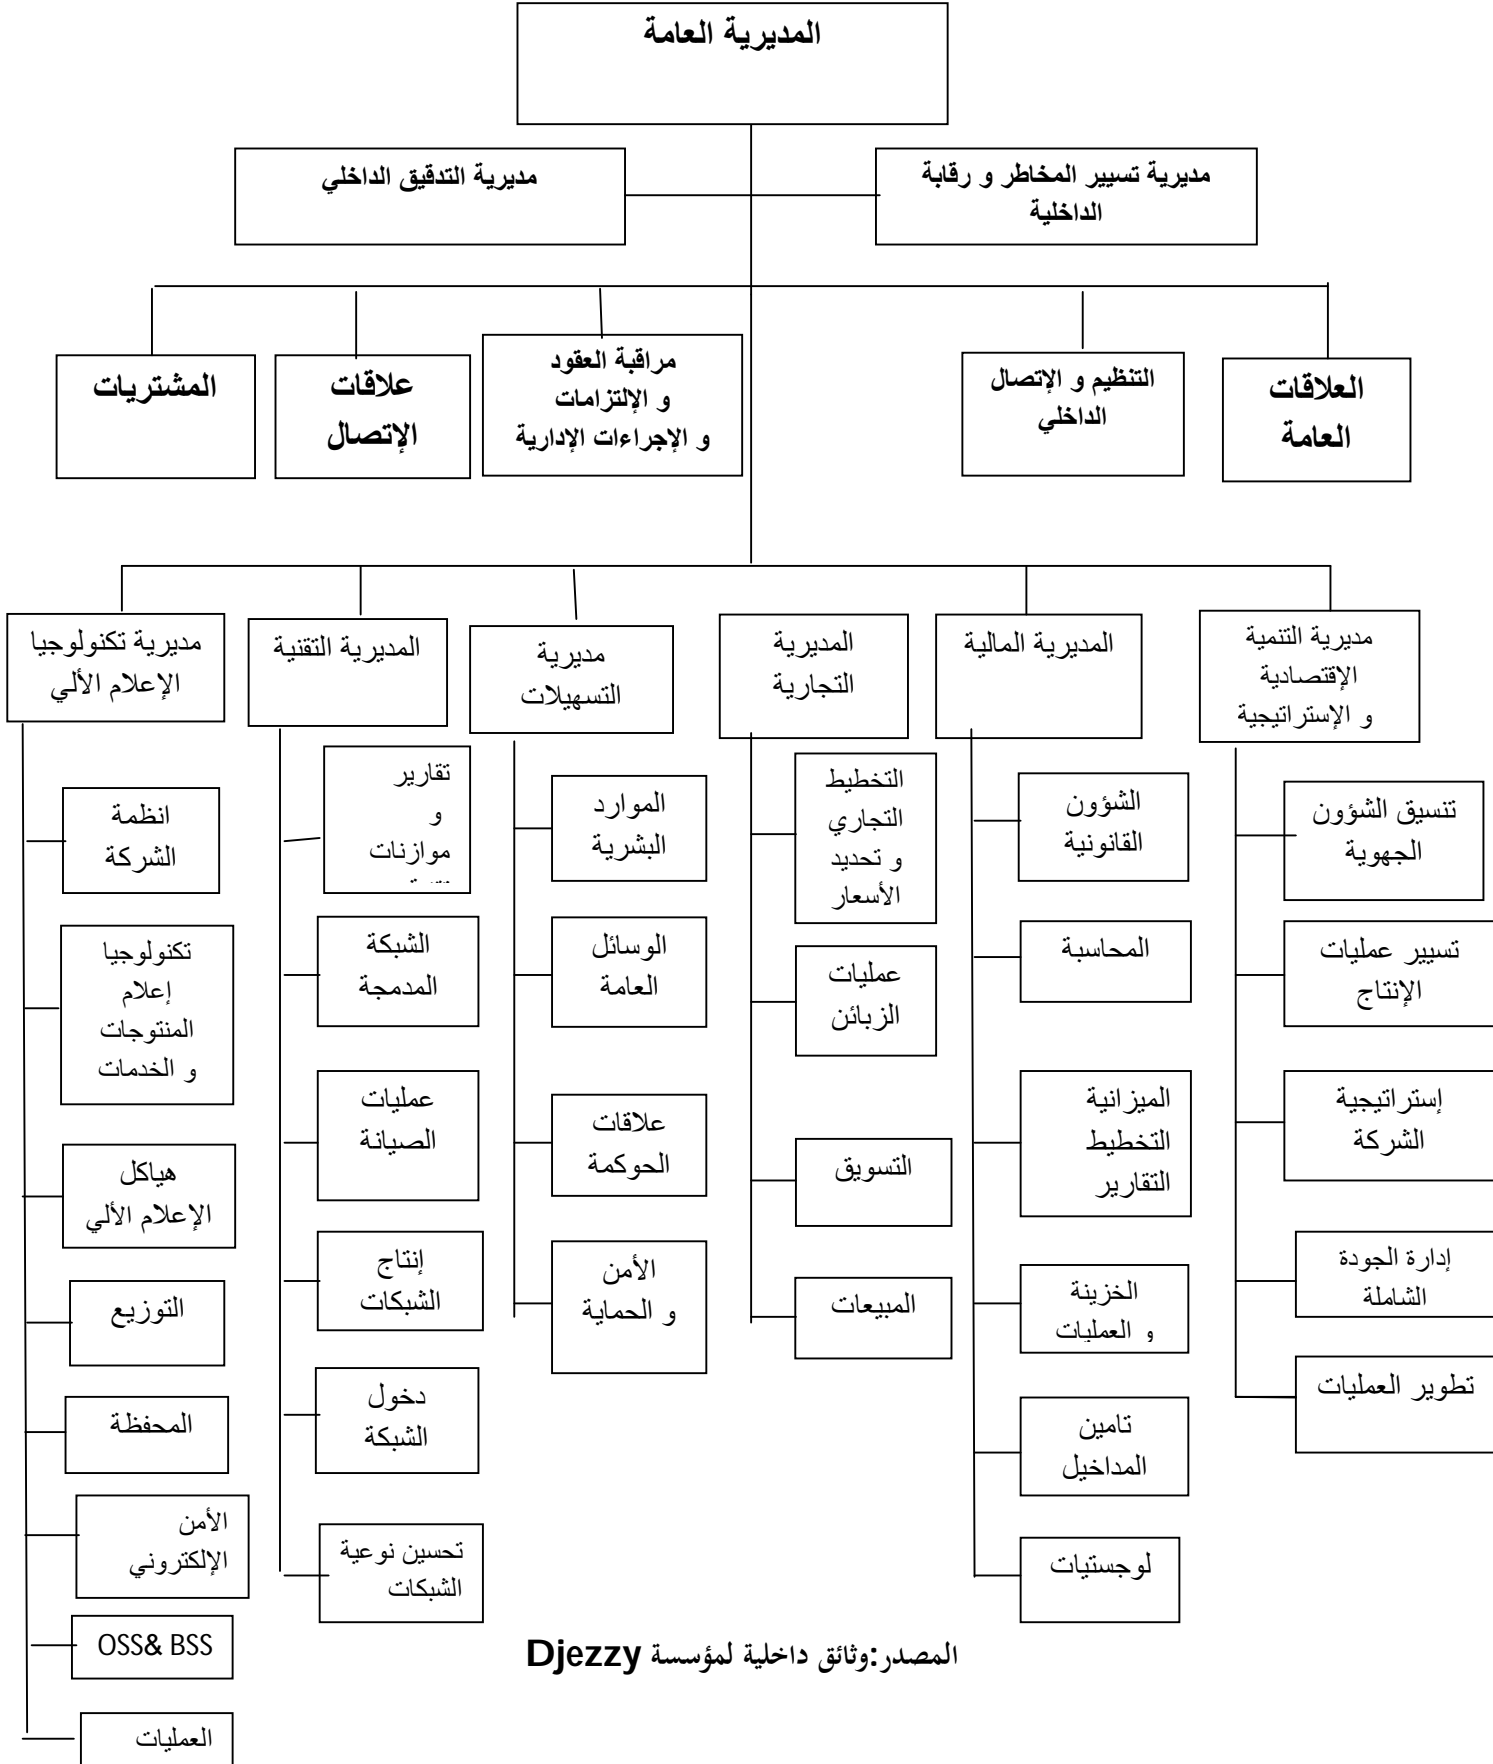 المديرية العامة
مديرية تسيير المخاطر و رقابة
الداخلية
مديرية التدقيق الداخلي
العلاقات
العامة
التنظيم و الإتصال
الداخلي
مراقبة العقود
و الإلتزامات
و الإجراءات الإدارية
علاقات
الإتصال
المشتريات
مديرية التنمية
الإقتصادية
و الإستراتيجية
المديرية المالية
المديرية
التجارية
مديرية
التسهيلات
المديرية التقنية
مديرية تكنولوجيا
الإعلام الألي
تنسيق الشؤون
الجهوية
تسيير عمليات
الإنتاج
إستراتيجية
الشركة
إدارة الجودة
الشاملة
تطوير العمليات
الشؤون
القانونية
المحاسبة
الميزانية
التخطيط
التقارير
الخزينة
و العمليات
تامين
المداخيل
لوجستيات
التخطيط
التجاري
و تحديد
الأسعار
عمليات
الزبائن
التسويق
المبيعات
الموارد
البشرية
الوسائل
العامة
علاقات
الحوكمة
الأمن
و الحماية
تقارير
و
موازنات
الشبكة
المدمجة
عمليات
الصيانة
إنتاج
الشبكات
دخول
الشبكة
تحسين نوعية
الشبكات
انظمة
الشركة
تكنولوجيا
إعلام
المنتوجات
و الخدمات
هياكل
الإعلام الألي
التوزيع
المحفظة
الأمن
الإلكتروني
OSS& BSS
العمليات
المصدر:وثائق داخلية لمؤسسة Djezzy